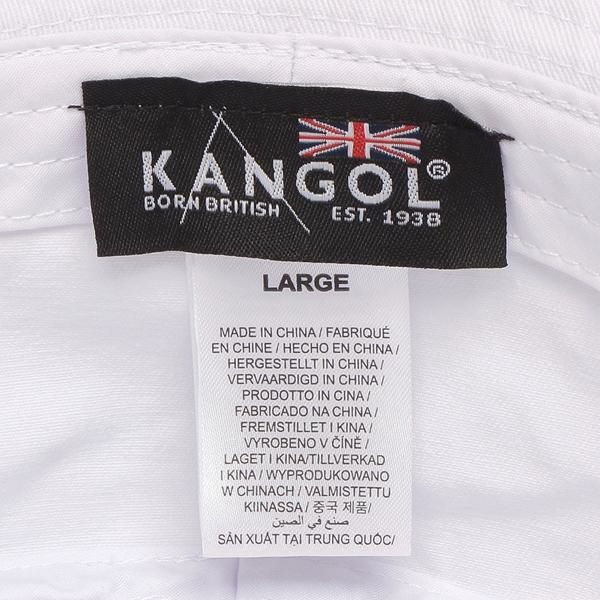 KANGOL®
BORN BRITISH EST. 1938
LARGE
MADE IN CHINA / FABRIQUÉ
EN CHINE / HECHO EN CHINA /
HERGESTELLT IN CHINA /
VERVAARDIGD IN CHINA /
PRODOTTO IN CINA /
FABRICADO NA CHINA /
FREMSTILLET I KINA /
VYROBENO V ČÍNĚ /
LAGET I KINA/TILLVERKAD
I KINA / WYPRODUKOWANO
W CHINACH / VALMISTETTU
KIINASSA / 중국 제품/
صنع في الصين/
SẢN XUẤT TẠI TRUNG QUỐC/